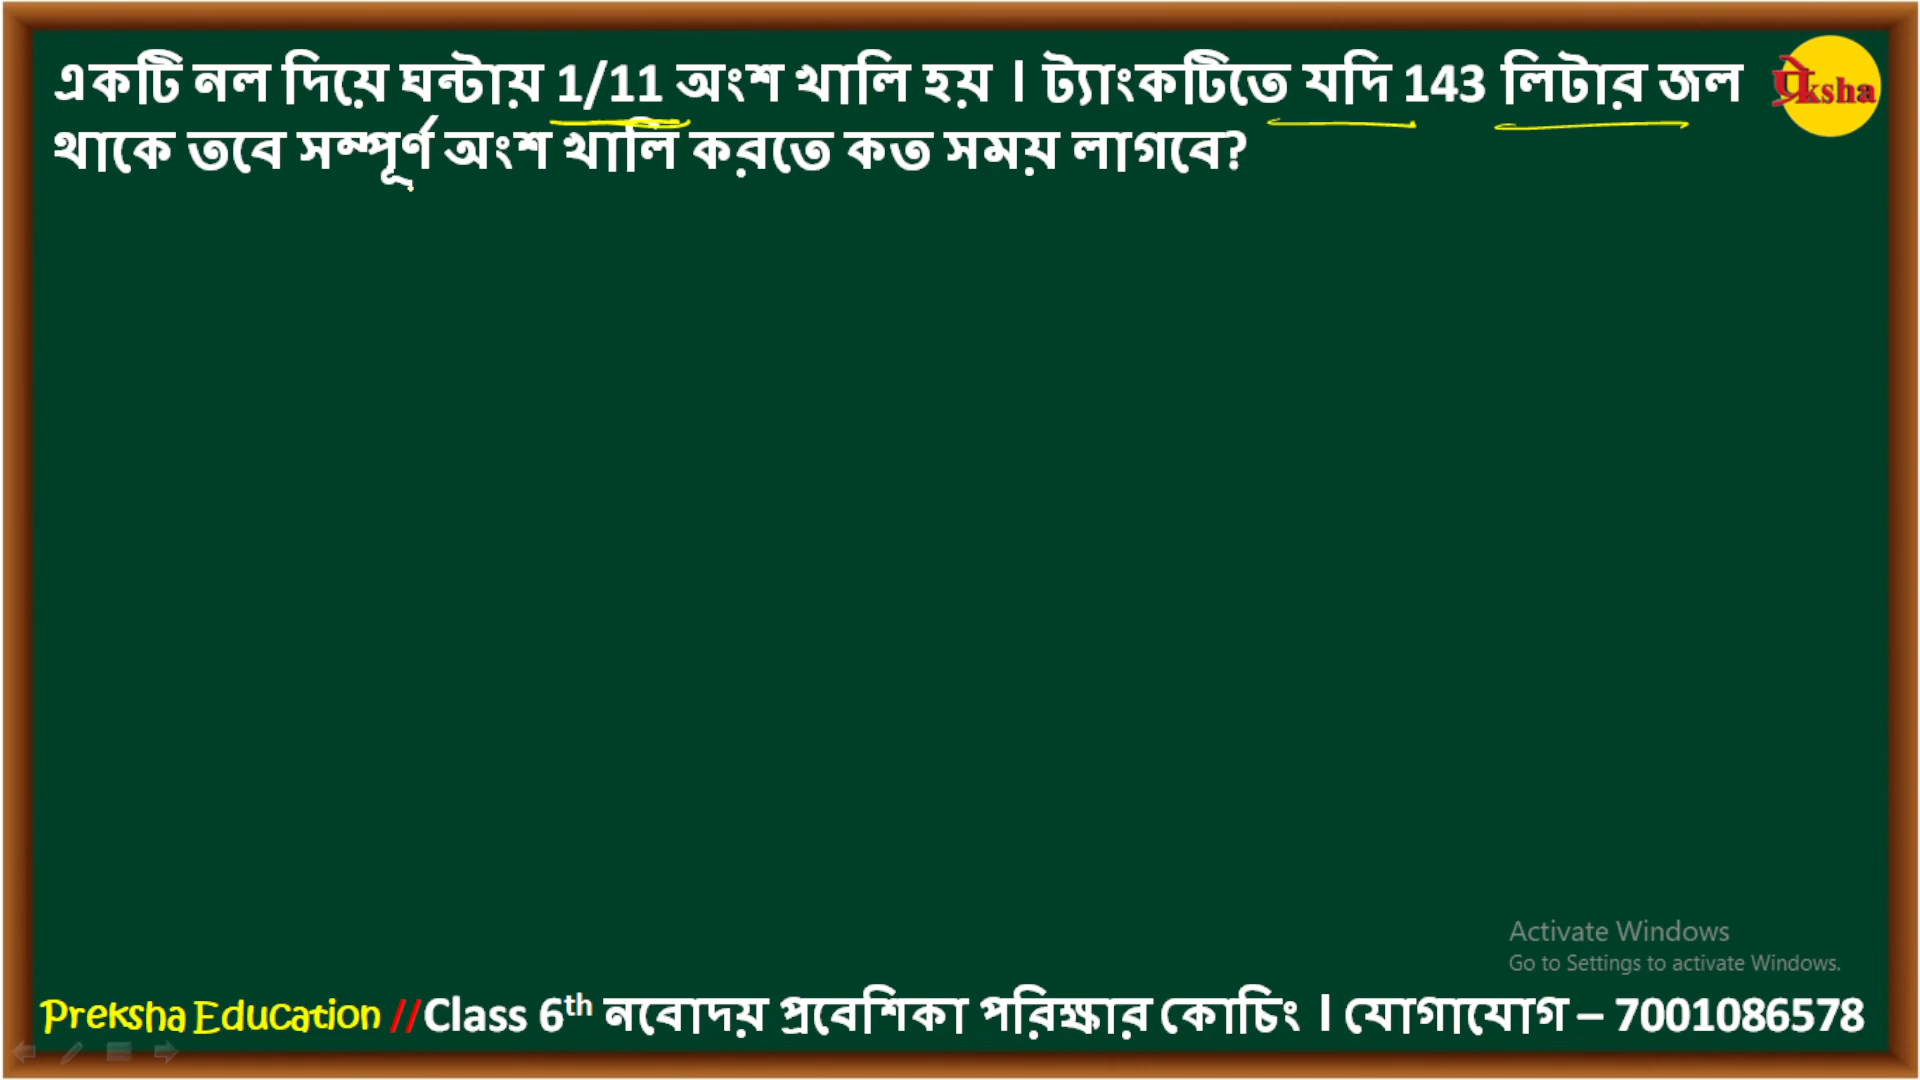 একটি নল দিয়ে ঘন্টায় 1/11 অংশ খালি হয় । ট্যাংকটিতে যদি 143 লিটার জল
থাকে তবে সম্পূর্ণ অংশ খালি করতে কত সময় লাগবে?
प्रेksha
Activate Windows
Go to Settings to activate Windows.
Preksha Education //Class 6th নবোদয় প্রবেশিকা পরিক্ষার কোচিং । যোগাযোগ – 7001086578